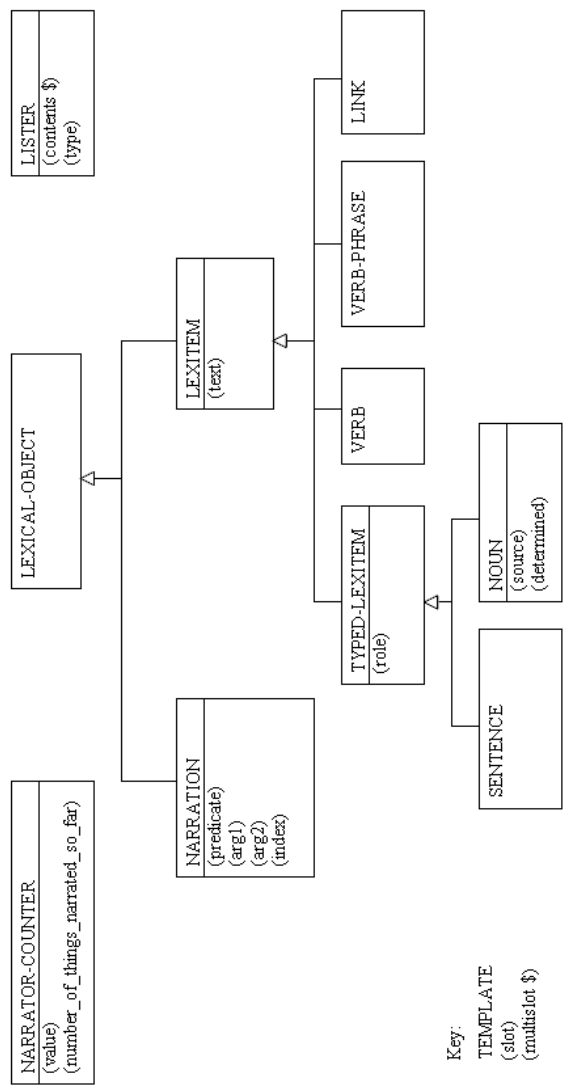 NARRATOR-COUNTER
(value)
(number_of_things_narrated_so_far)
LEXICAL-OBJECT
LISTER
(contents $)
(type)
NARRATION
(predicate)
(arg1)
(arg2)
(index)
LEXITEM
(text)
TYPED-LEXITEM
(role)
VERB
VERB-PHRASE
LINK
SENTENCE
NOUN
(source)
(determined)
Key:
TEMPLATE
(slot)
(multislot $)